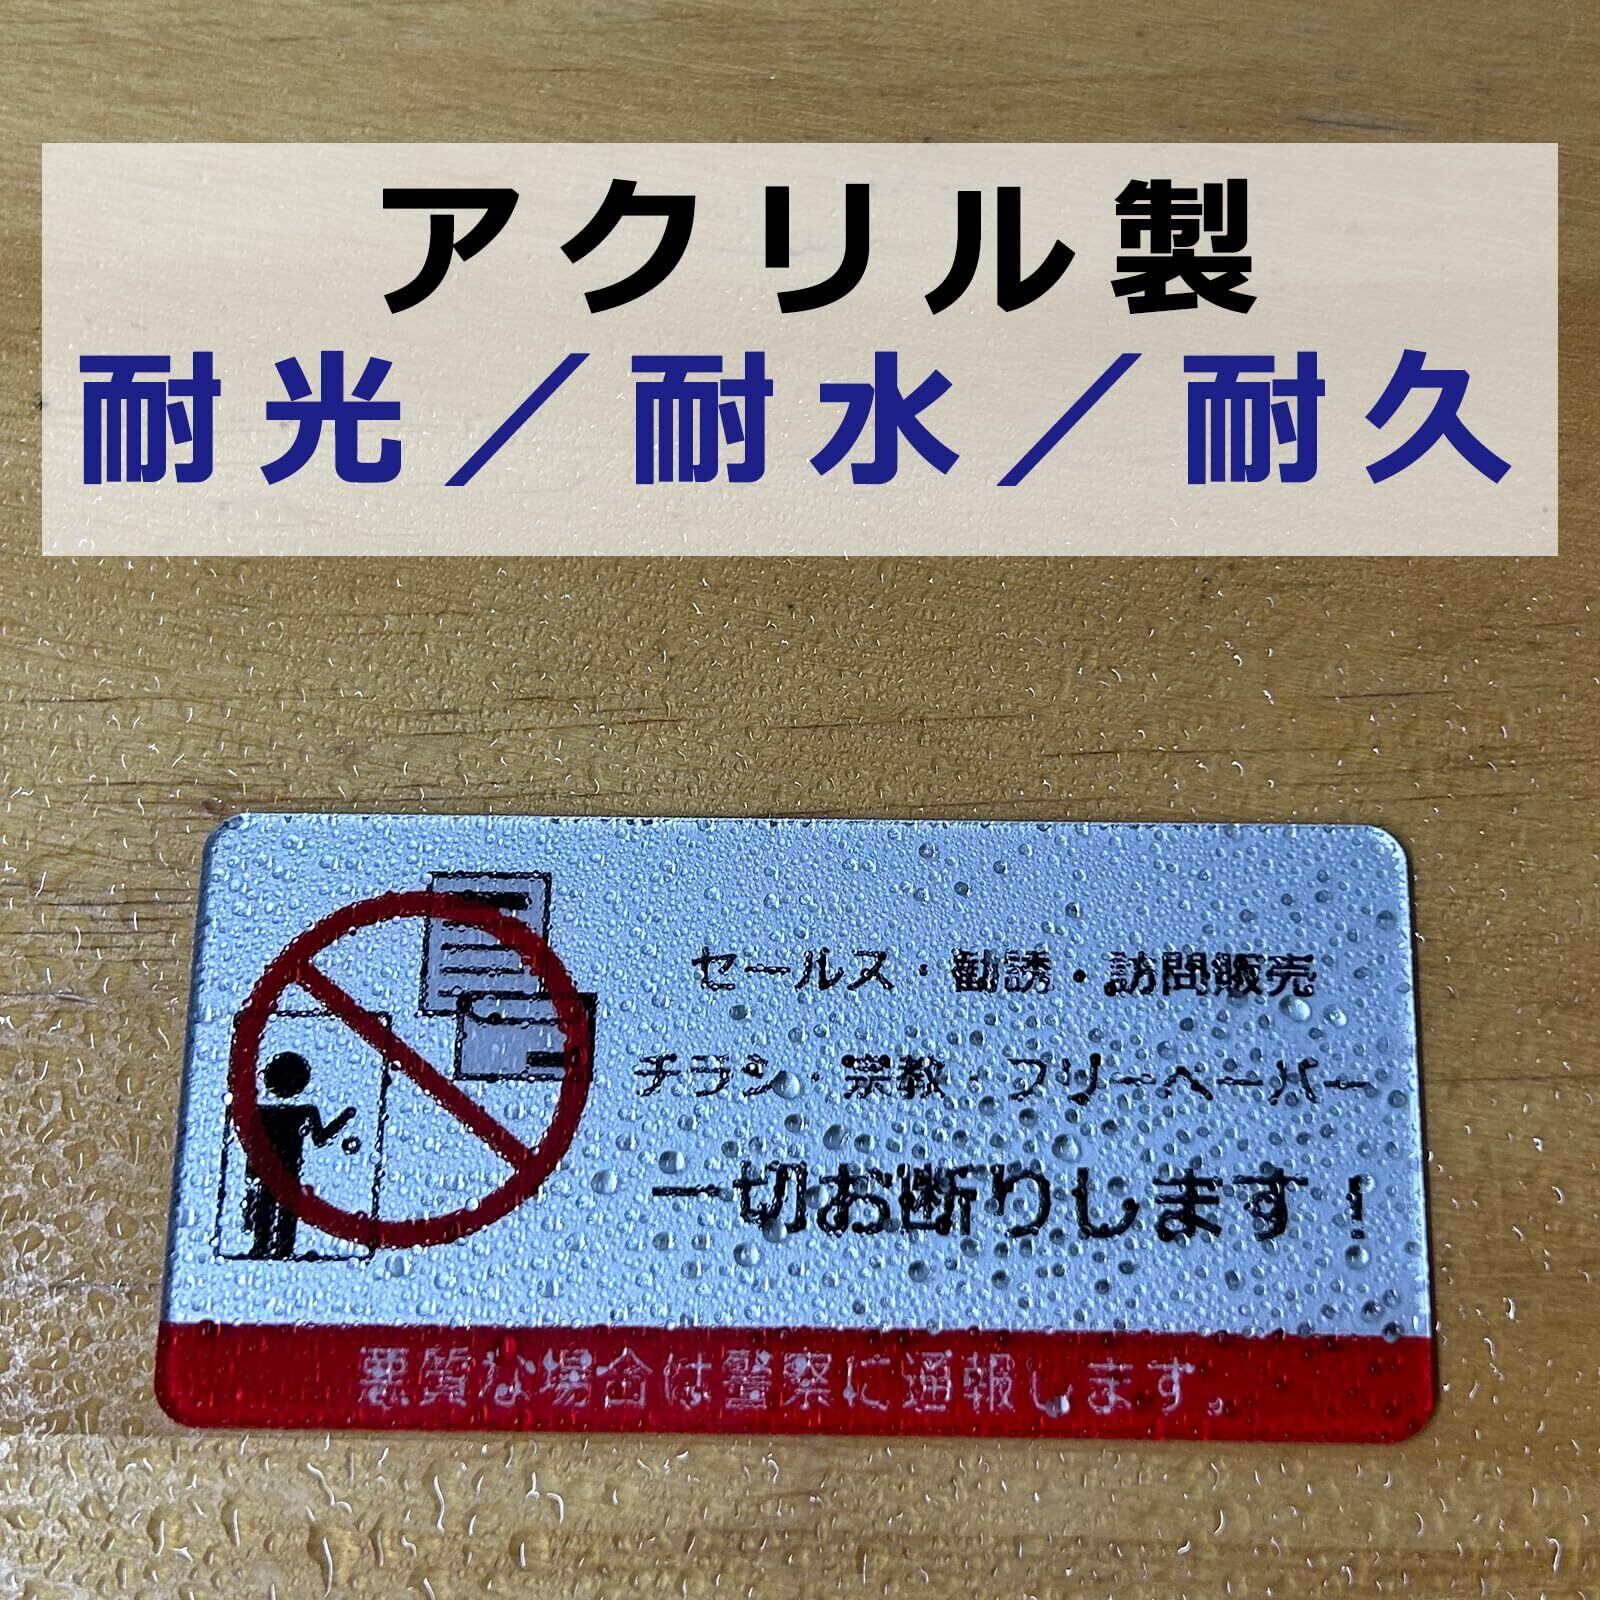 アクリル製
耐光／耐水／耐久
セールス・勧誘・訪問販売
チラシ・宗教・フリーペーパー
一切お断りします！
悪質な場合は警察に通報します。